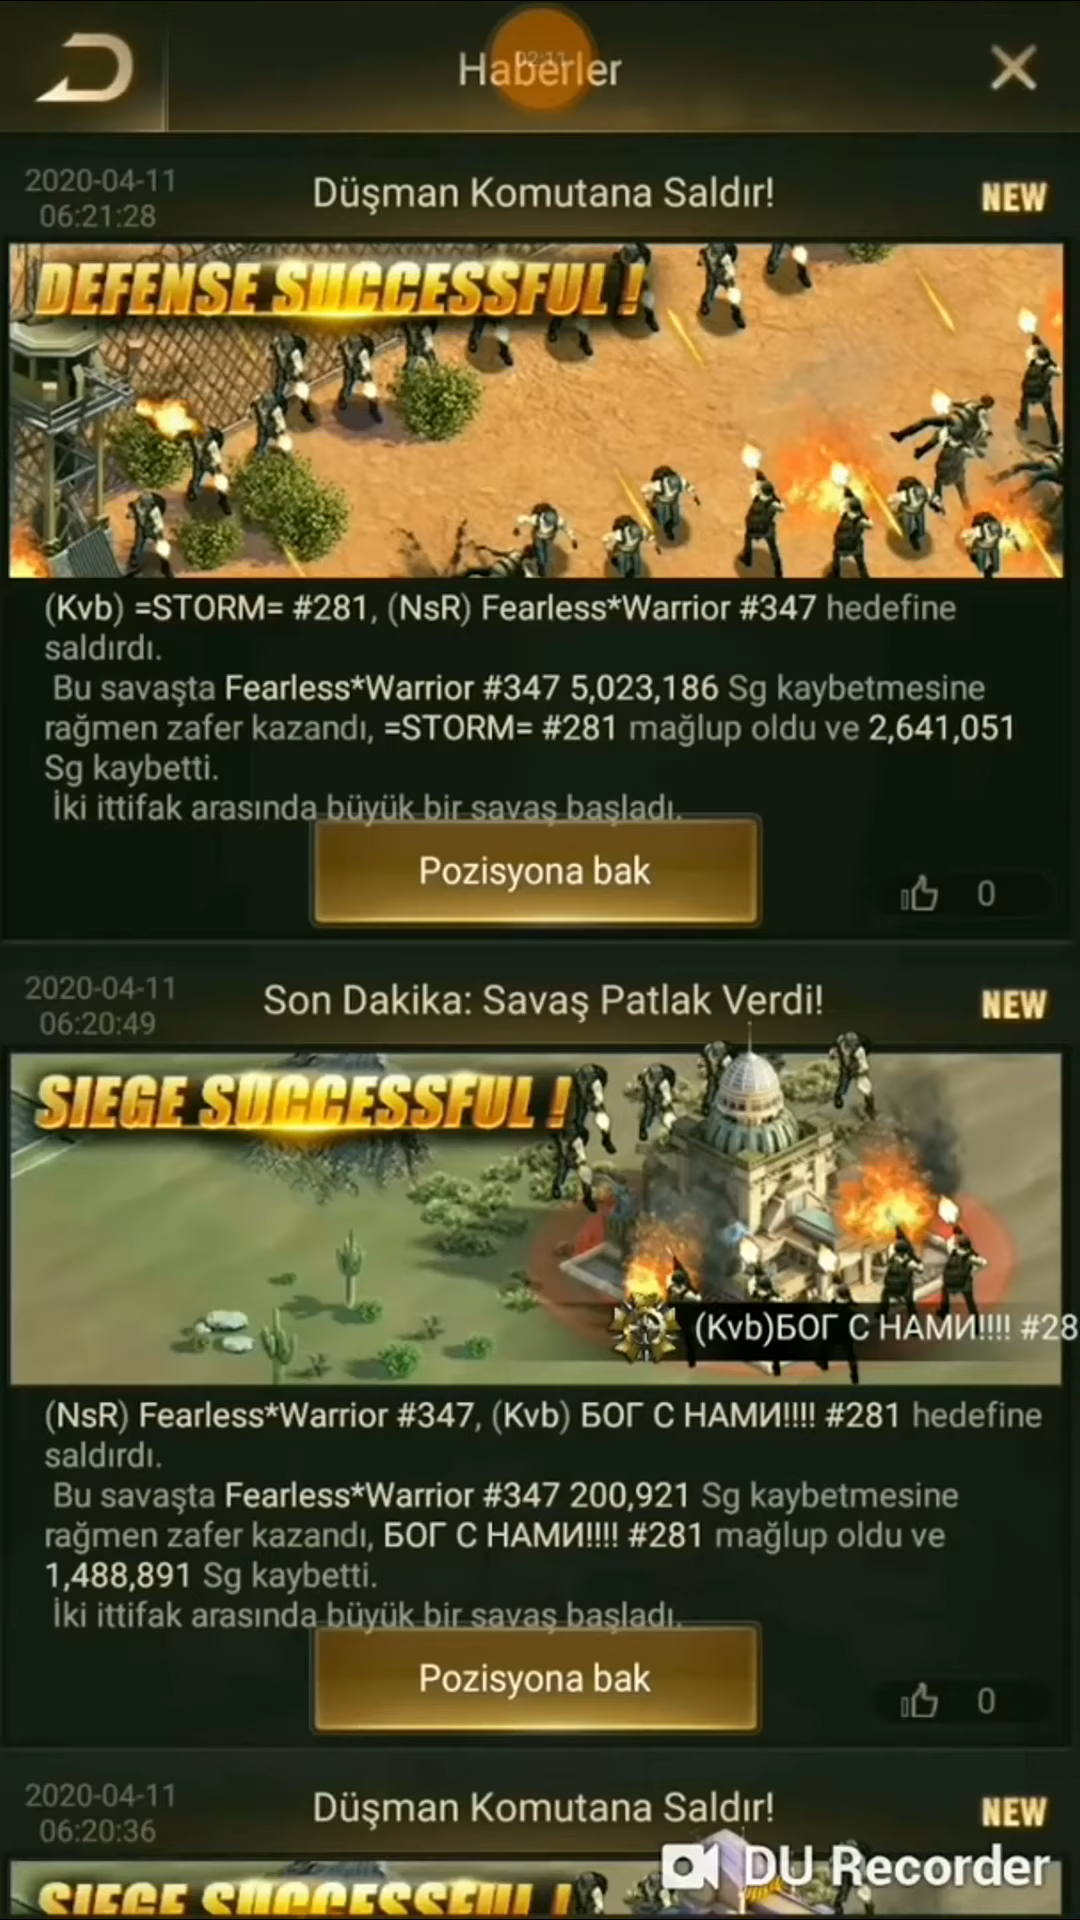 Haberler
02:11
2020-04-11
06:21:28
Düşman Komutana Saldır!
NEW
DEFENSE SUCCESSFUL !
(Kvb) =STORM= #281, (NsR) Fearless*Warrior #347 hedefine
saldırdı.
Bu savaşta Fearless*Warrior #347 5,023,186 Sg kaybetmesine
rağmen zafer kazandı, =STORM= #281 mağlup oldu ve 2,641,051
Sg kaybetti.
İki ittifak arasında büyük bir savaş başladı.
Pozisyona bak
0
2020-04-11
06:20:49
Son Dakika: Savaş Patlak Verdi!
NEW
SIEGE SUCCESSFUL !
(Kvb)БОГ С НАМИ!!!! #28
(NsR) Fearless*Warrior #347, (Kvb) БОГ С НАМИ!!!! #281 hedefine
saldırdı.
Bu savaşta Fearless*Warrior #347 200,921 Sg kaybetmesine
rağmen zafer kazandı, БОГ С НАМИ!!!! #281 mağlup oldu ve
1,488,891 Sg kaybetti.
İki ittifak arasında büyük bir savaş başladı.
Pozisyona bak
0
2020-04-11
06:20:36
Düşman Komutana Saldır!
NEW
DU Recorder
SIEGE SUCCESSFUL !